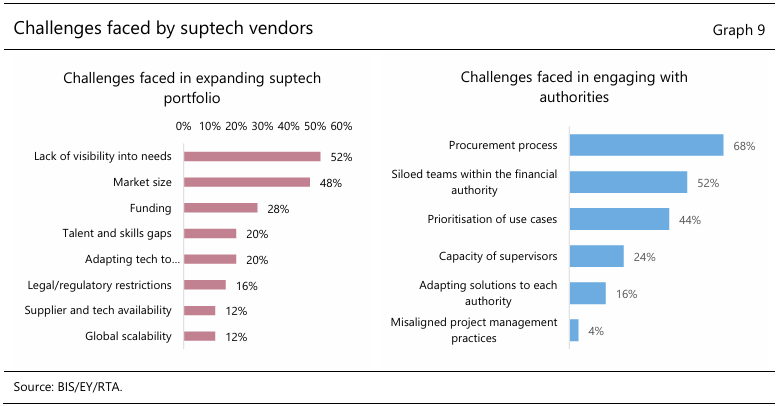 Challenges faced by suptech vendors
Graph 9
Challenges faced in expanding suptech
portfolio
0% 10% 20% 30% 40% 50% 60%
Lack of visibility into needs 52%
Market size 48%
Funding 28%
Talent and skills gaps 20%
Adapting tech to... 20%
Legal/regulatory restrictions 16%
Supplier and tech availability 12%
Global scalability 12%
Challenges faced in engaging with
authorities
Procurement process 68%
Siloed teams within the financial
authority 52%
Prioritisation of use cases 44%
Capacity of supervisors 24%
Adapting solutions to each
authority 16%
Misaligned project management
practices 4%
Source: BIS/EY/RTA.